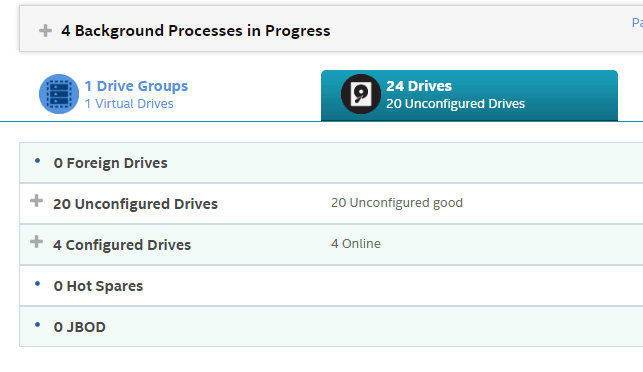 4 Background Processes in Progress
Pa
1 Drive Groups
1 Virtual Drives
24 Drives
20 Unconfigured Drives
0 Foreign Drives
20 Unconfigured Drives 20 Unconfigured good
4 Configured Drives 4 Online
0 Hot Spares
0 JBOD